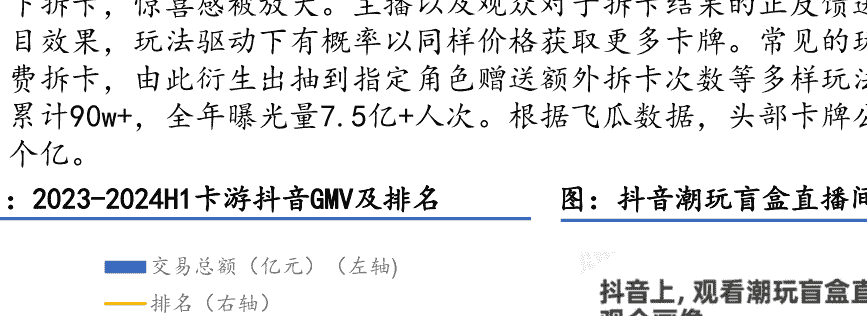 下拆卡，惊喜感被放大。主播以及观众对于拆卡结果的正反馈进
目效果，玩法驱动下有概率以同样价格获取更多卡牌。常见的玩
费拆卡，由此衍生出抽到指定角色赠送额外拆卡次数等多样玩法
累计90w+，全年曝光量7.5亿+人次。根据飞瓜数据，头部卡牌公
个亿。
：2023-2024H1卡游抖音GMV及排名
图：抖音潮玩盲盒直播间
交易总额（亿元）（左轴）
排名（右轴）
抖音上，观看潮玩盲盒直
观众画像